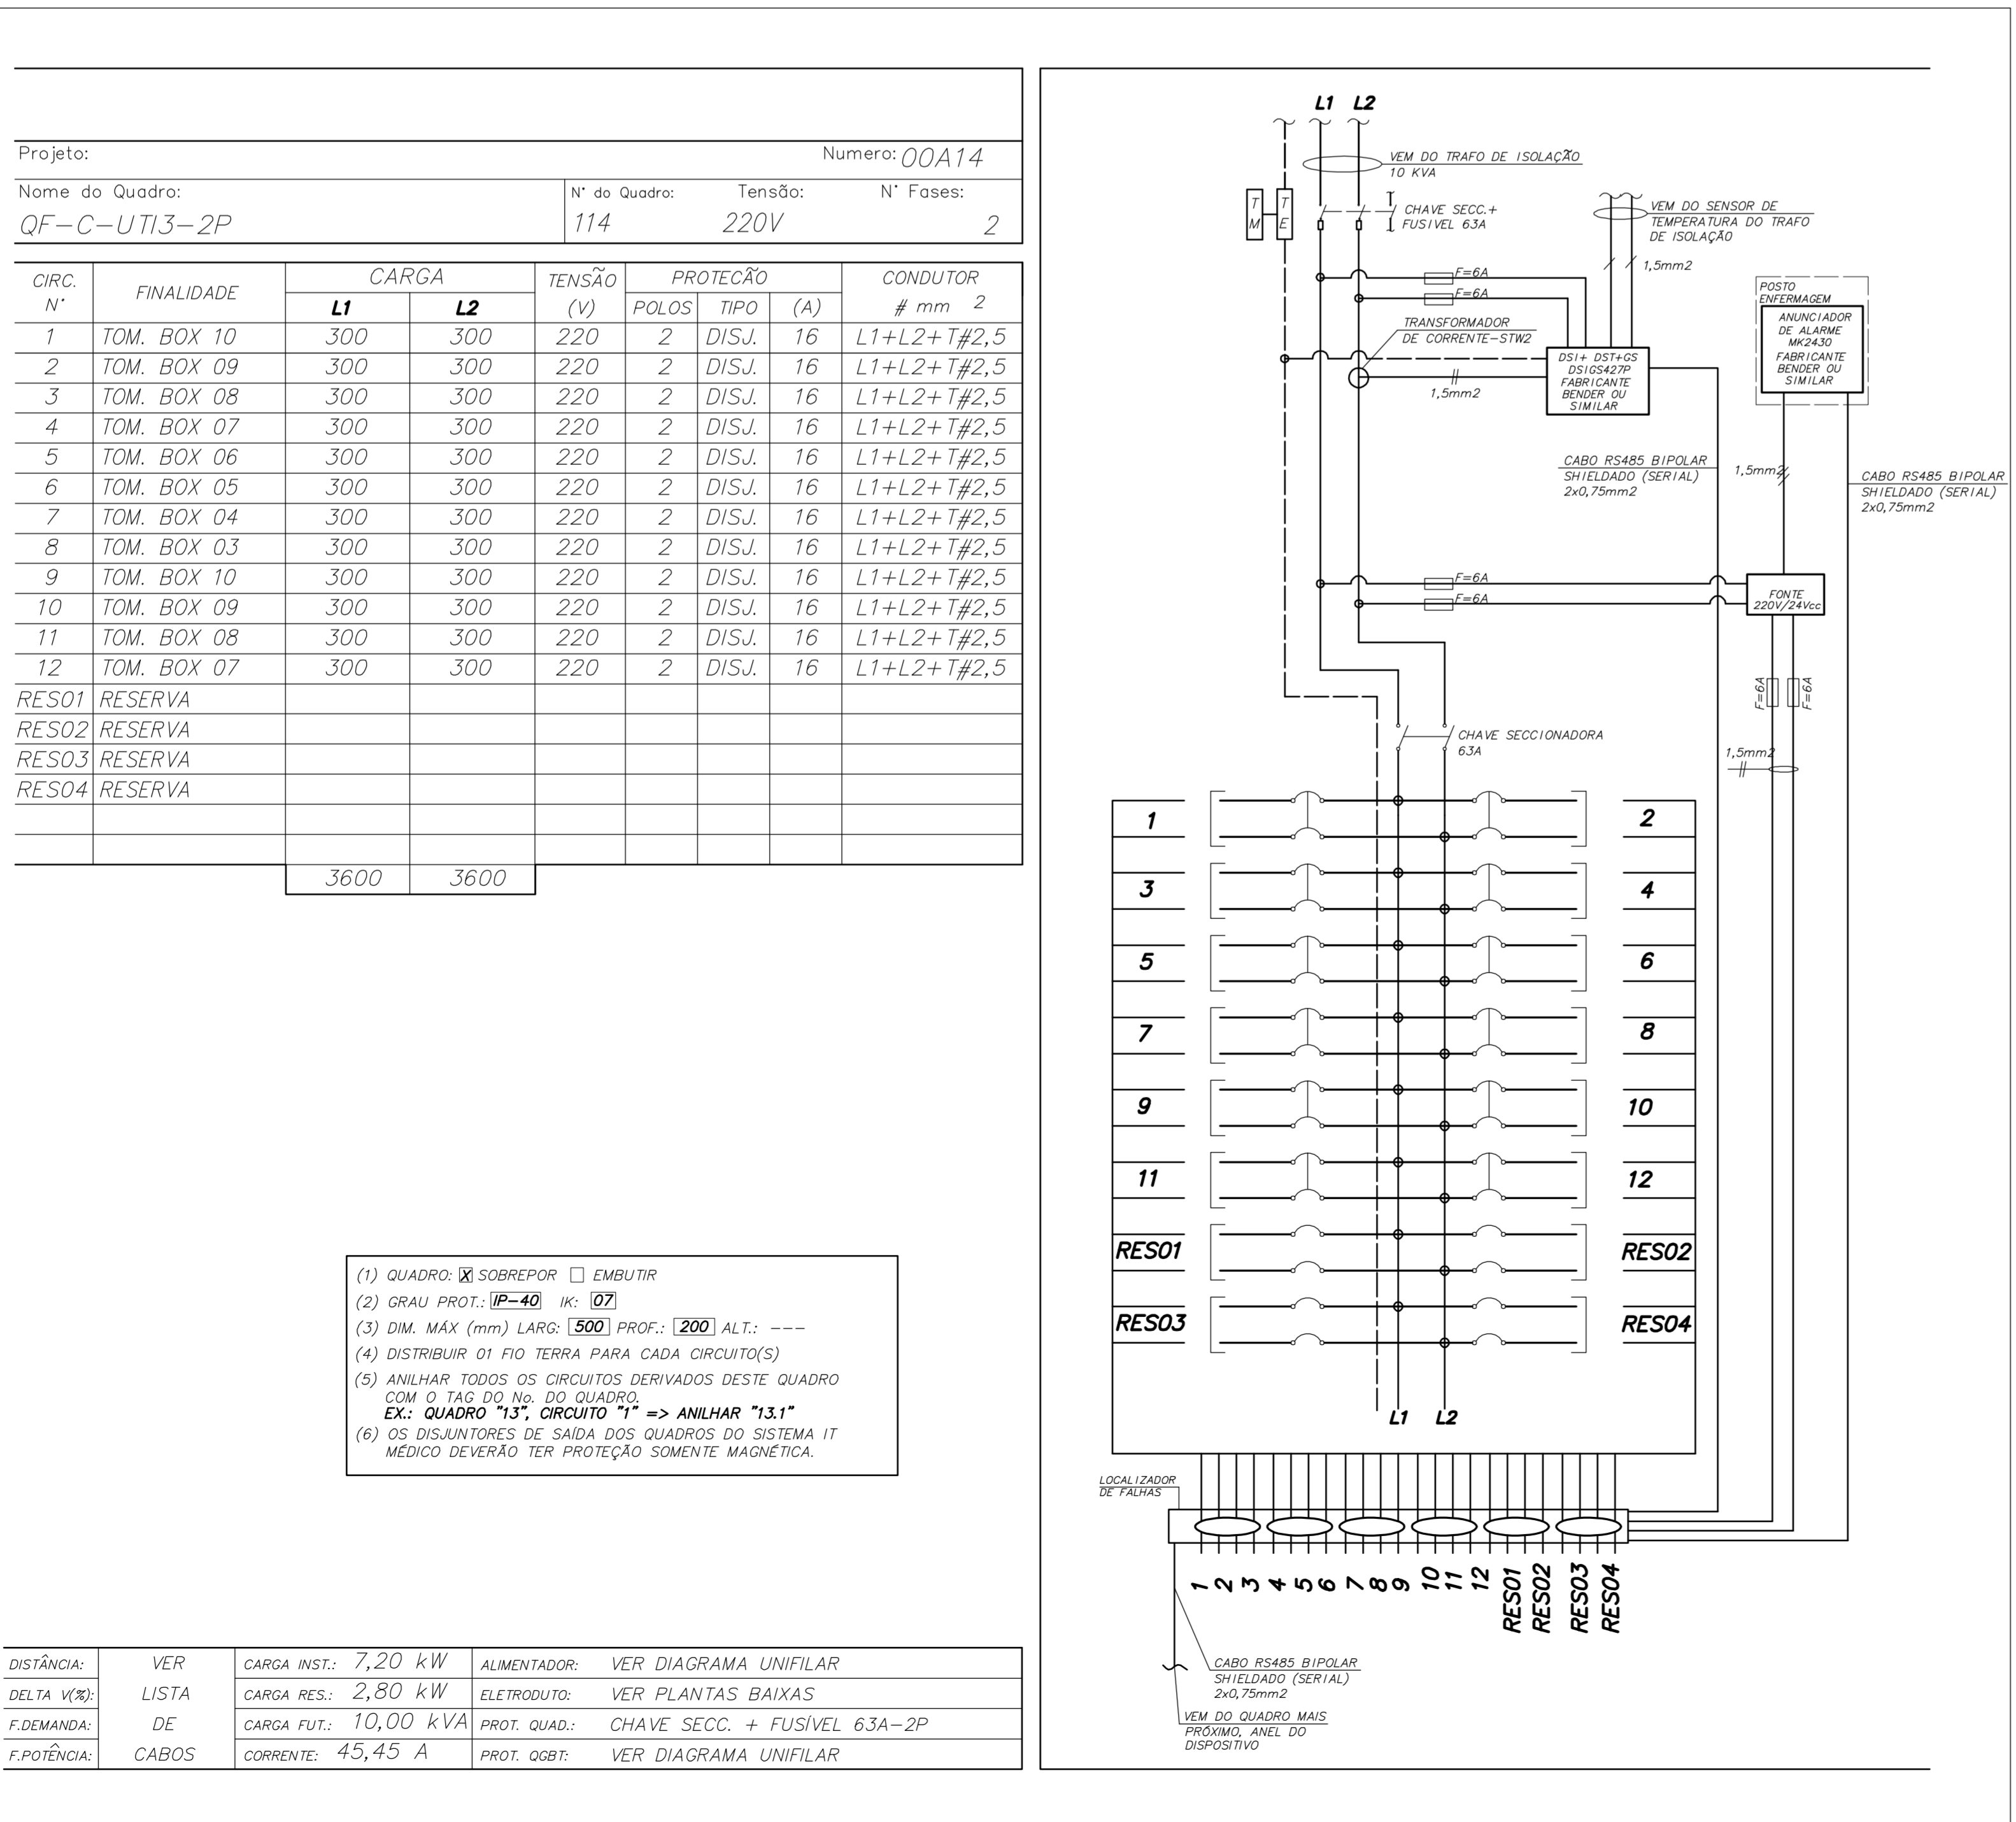 Projeto: Numero: 00A14
Nome do Quadro: N° do Quadro: Tensão: N° Fases:
QF-C-UTI3-2P 114 220V 2
CIRC. N° FINALIDADE CARGA TENSÃO (V) PROTECÃO CONDUTOR # mm 2
L1 L2 POLOS TIPO (A)
1 TOM. BOX 10 300 300 220 2 DISJ. 16 L1+L2+T#2,5
2 TOM. BOX 09 300 300 220 2 DISJ. 16 L1+L2+T#2,5
3 TOM. BOX 08 300 300 220 2 DISJ. 16 L1+L2+T#2,5
4 TOM. BOX 07 300 300 220 2 DISJ. 16 L1+L2+T#2,5
5 TOM. BOX 06 300 300 220 2 DISJ. 16 L1+L2+T#2,5
6 TOM. BOX 05 300 300 220 2 DISJ. 16 L1+L2+T#2,5
7 TOM. BOX 04 300 300 220 2 DISJ. 16 L1+L2+T#2,5
8 TOM. BOX 03 300 300 220 2 DISJ. 16 L1+L2+T#2,5
9 TOM. BOX 10 300 300 220 2 DISJ. 16 L1+L2+T#2,5
10 TOM. BOX 09 300 300 220 2 DISJ. 16 L1+L2+T#2,5
11 TOM. BOX 08 300 300 220 2 DISJ. 16 L1+L2+T#2,5
12 TOM. BOX 07 300 300 220 2 DISJ. 16 L1+L2+T#2,5
RES01 RESERVA
RES02 RESERVA
RES03 RESERVA
RES04 RESERVA
3600 3600
(1) QUADRO: X SOBREPOR EMBUTIR
(2) GRAU PROT.: IP-40 IK: 07
(3) DIM. MÁX (mm) LARG: 500 PROF.: 200 ALT.: ---
(4) DISTRIBUIR 01 FIO TERRA PARA CADA CIRCUITO(S)
(5) ANILHAR TODOS OS CIRCUITOS DERIVADOS DESTE QUADRO
COM O TAG DO No. DO QUADRO.
EX.: QUADRO "13", CIRCUITO "1" => ANILHAR "13.1"
(6) OS DISJUNTORES DE SAÍDA DOS QUADROS DO SISTEMA IT
MÉDICO DEVERÃO TER PROTEÇÃO SOMENTE MAGNÉTICA.
DISTÂNCIA: VER CARGA INST.: 7,20 kW ALIMENTADOR: VER DIAGRAMA UNIFILAR
DELTA V(%): LISTA CARGA RES.: 2,80 kW ELETRODUTO: VER PLANTAS BAIXAS
F.DEMANDA: DE CARGA FUT.: 10,00 kVA PROT. QUAD.: CHAVE SECC. + FUSÍVEL 63A-2P
F.POTÊNCIA: CABOS CORRENTE: 45,45 A PROT. QGBT: VER DIAGRAMA UNIFILAR
L1 L2
VEM DO TRAFO DE ISOLAÇÃO
10 KVA
T M
T E
CHAVE SECC.+
FUSIVEL 63A
VEM DO SENSOR DE
TEMPERATURA DO TRAFO
DE ISOLAÇÃO
1,5mm2
F=6A
F=6A
TRANSFORMADOR
DE CORRENTE-STW2
1,5mm2
DSI+ DST+GS
DSIGS427P
FABRICANTE
BENDER OU
SIMILAR
POSTO
ENFERMAGEM
ANUNCIADOR
DE ALARME
MK2430
FABRICANTE
BENDER OU
SIMILAR
CABO RS485 BIPOLAR
SHIELDADO (SERIAL)
2x0,75mm2
1,5mm2
CABO RS485 BIPOLAR
SHIELDADO (SERIAL)
2x0,75mm2
F=6A
F=6A
FONTE
220V/24Vcc
F=6A
F=6A
1,5mm2
CHAVE SECCIONADORA
63A
1 2
3 4
5 6
7 8
9 10
11 12
RES01 RES02
RES03 RES04
L1 L2
LOCALIZADOR
DE FALHAS
1 2 3 4 5 6 7 8 9 10 11 12 RES01 RES02 RES03 RES04
CABO RS485 BIPOLAR
SHIELDADO (SERIAL)
2x0,75mm2
VEM DO QUADRO MAIS
PRÓXIMO, ANEL DO
DISPOSITIVO